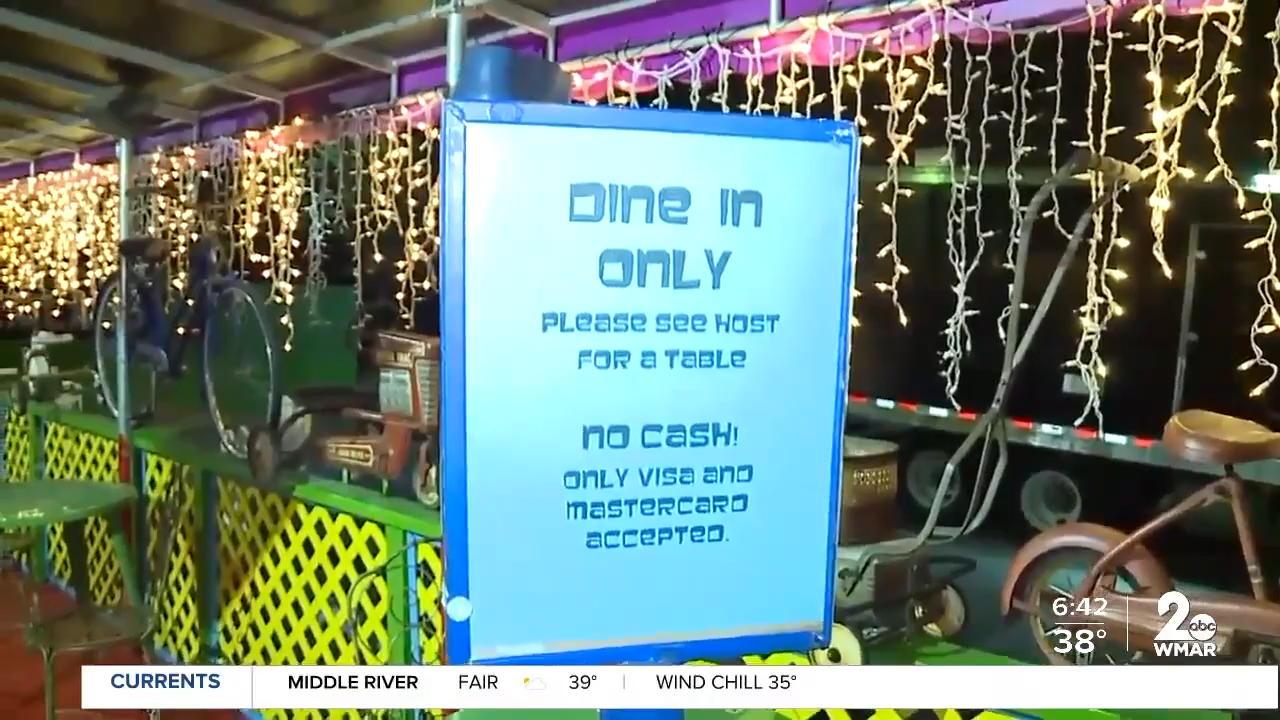 DINE IN
ONLY
PLEASE SEE HOST
FOR A TABLE
NO CASH!
ONLY VISA AND
MASTERCARD
ACCEPTED.
6:42
38°
2 abc
WMAR
CURRENTS MIDDLE RIVER FAIR 39° WIND CHILL 35°